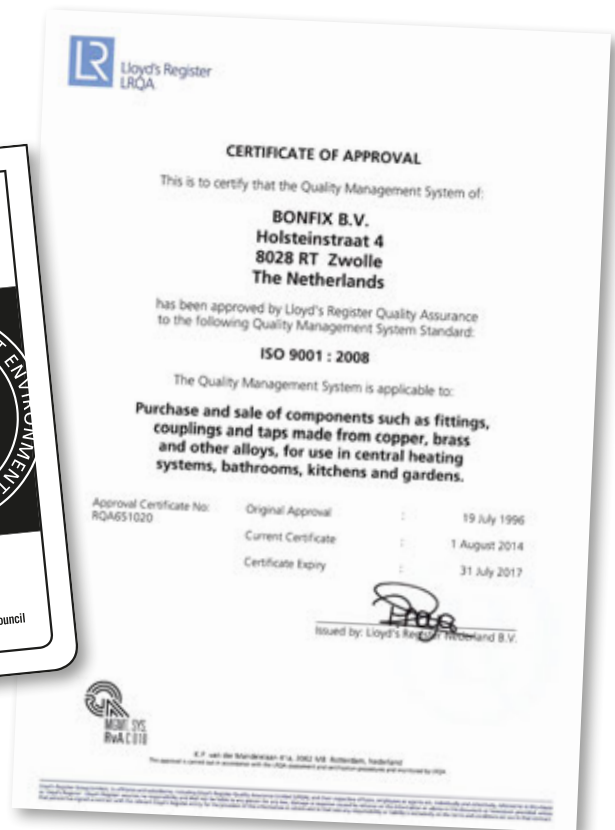 Lloyd's Register
LRQA
CERTIFICATE OF APPROVAL
This is to certify that the Quality Management System of:
BONFIX B.V.
Holsteinstraat 4
8028 RT Zwolle
The Netherlands
has been approved by Lloyd's Register Quality Assurance
to the following Quality Management System Standard:
ISO 9001 : 2008
The Quality Management System is applicable to:
Purchase and sale of components such as fittings,
couplings and taps made from copper, brass
and other alloys, for use in central heating
systems, bathrooms, kitchens and gardens.
Approval Certificate No:
RQA651020
Original Approval : 19 July 1996
Current Certificate : 1 August 2014
Certificate Expiry : 31 July 2017
Issued by: Lloyd's Register Nederland B.V.
MGMT. SYS.
RvA C 010
ENVIRONMENT